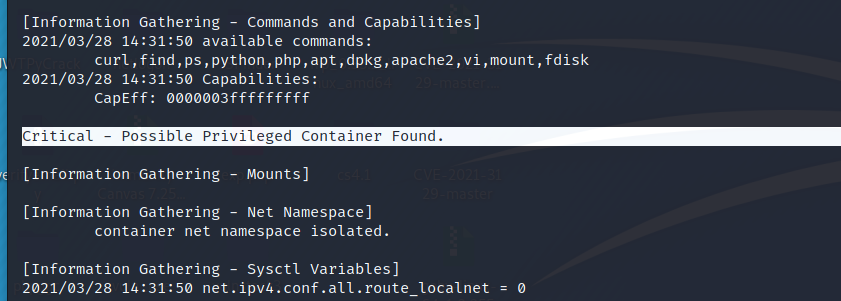 [Information Gathering - Commands and Capabilities]
2021/03/28 14:31:50 available commands:
curl,find,ps,python,php,apt,dpkg,apache2,vi,mount,fdisk
2021/03/28 14:31:50 Capabilities:
CapEff: 0000003fffffffff
Critical - Possible Privileged Container Found.
[Information Gathering - Mounts]
[Information Gathering - Net Namespace]
container net namespace isolated.
[Information Gathering - Sysctl Variables]
2021/03/28 14:31:50 net.ipv4.conf.all.route_localnet = 0